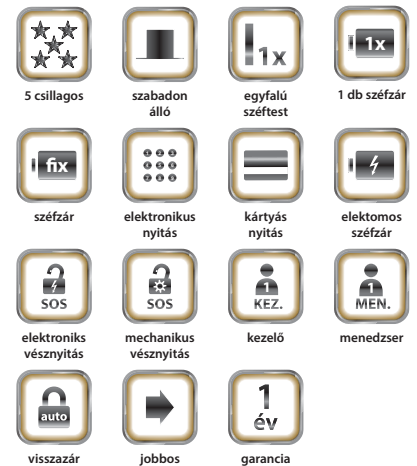 1x
1x
5 csillagos
szabadon
álló
egyfalú
széftest
1 db széfzár
fix
széfzár
elektronikus
nyitás
kártyás
nyitás
elektomos
széfzár
SOS
SOS
1
KEZ.
1
MEN.
elektroniks
vésznyitás
mechanikus
vésznyitás
kezelő
menedzser
auto
1
év
visszazár
jobbos
garancia